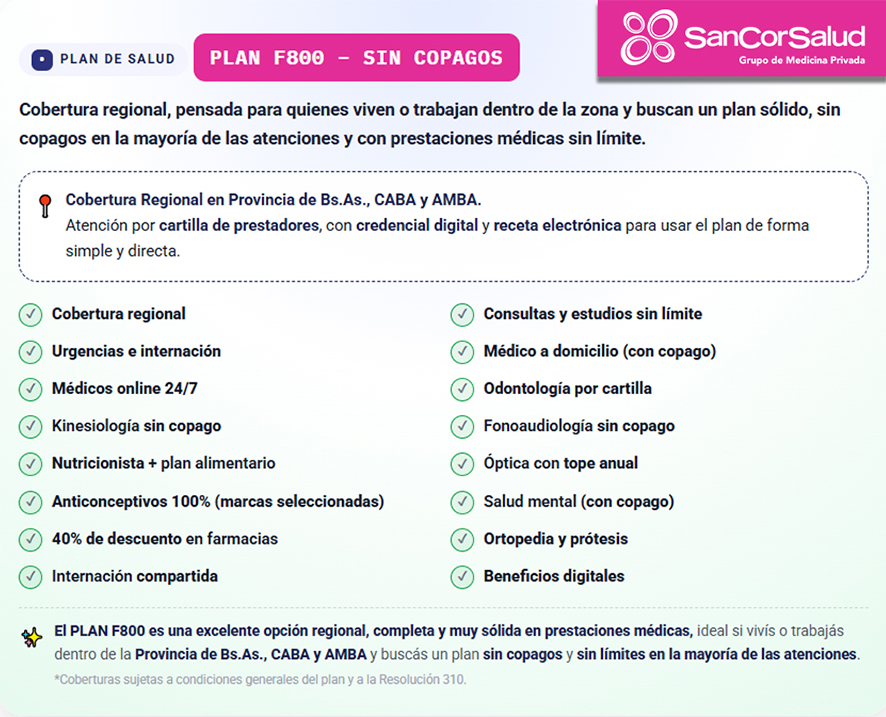 PLAN DE SALUD
PLAN F800 – SIN COPAGOS
SanCorSalud
Grupo de Medicina Privada
Cobertura regional, pensada para quienes viven o trabajan dentro de la zona y buscan un plan sólido, sin
copagos en la mayoría de las atenciones y con prestaciones médicas sin límite.
Cobertura Regional en Provincia de Bs.As., CABA y AMBA.
Atención por cartilla de prestadores, con credencial digital y receta electrónica para usar el plan de forma
simple y directa.
Cobertura regional
Consultas y estudios sin límite
Urgencias e internación
Médico a domicilio (con copago)
Médicos online 24/7
Odontología por cartilla
Kinesiología sin copago
Fonoaudiología sin copago
Nutricionista + plan alimentario
Óptica con tope anual
Anticonceptivos 100% (marcas seleccionadas)
Salud mental (con copago)
40% de descuento en farmacias
Ortopedia y prótesis
Internación compartida
Beneficios digitales
El PLAN F800 es una excelente opción regional, completa y muy sólida en prestaciones médicas, ideal si vivís o trabajás
dentro de la Provincia de Bs.As., CABA y AMBA y buscás un plan sin copagos y sin límites en la mayoría de las atenciones.
*Coberturas sujetas a condiciones generales del plan y a la Resolución 310.